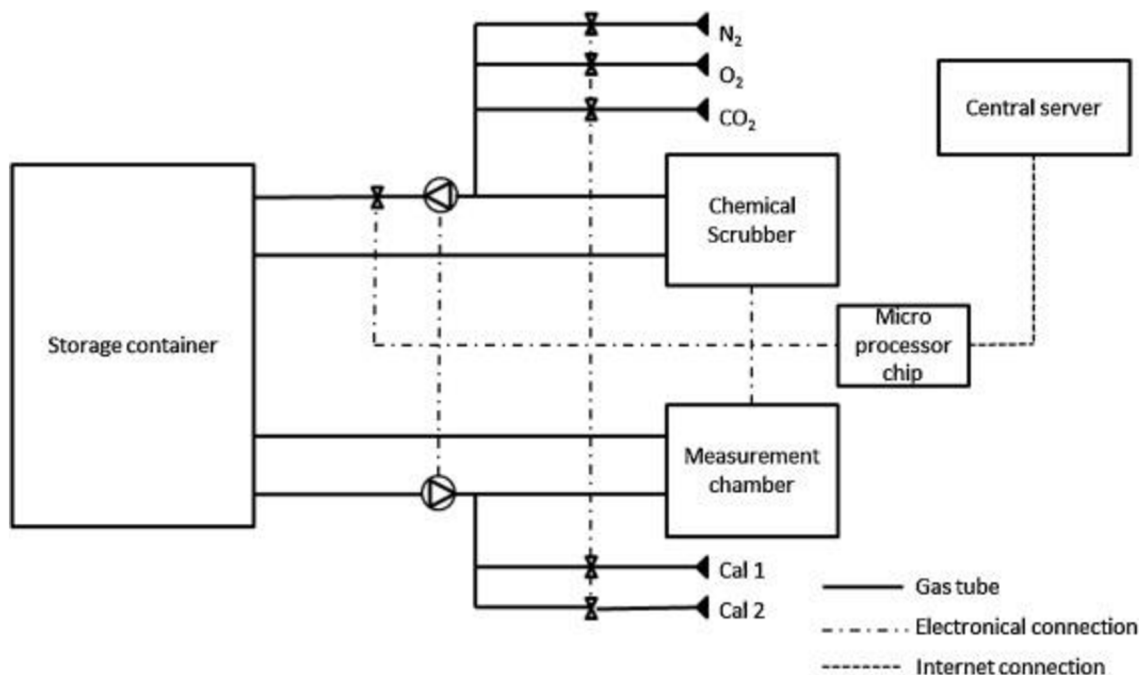 N₂
O₂
CO₂
Central server
Chemical
Scrubber
Storage container
Micro
processor
chip
Measurement
chamber
Cal 1
Cal 2
Gas tube
Electronical connection
Internet connection